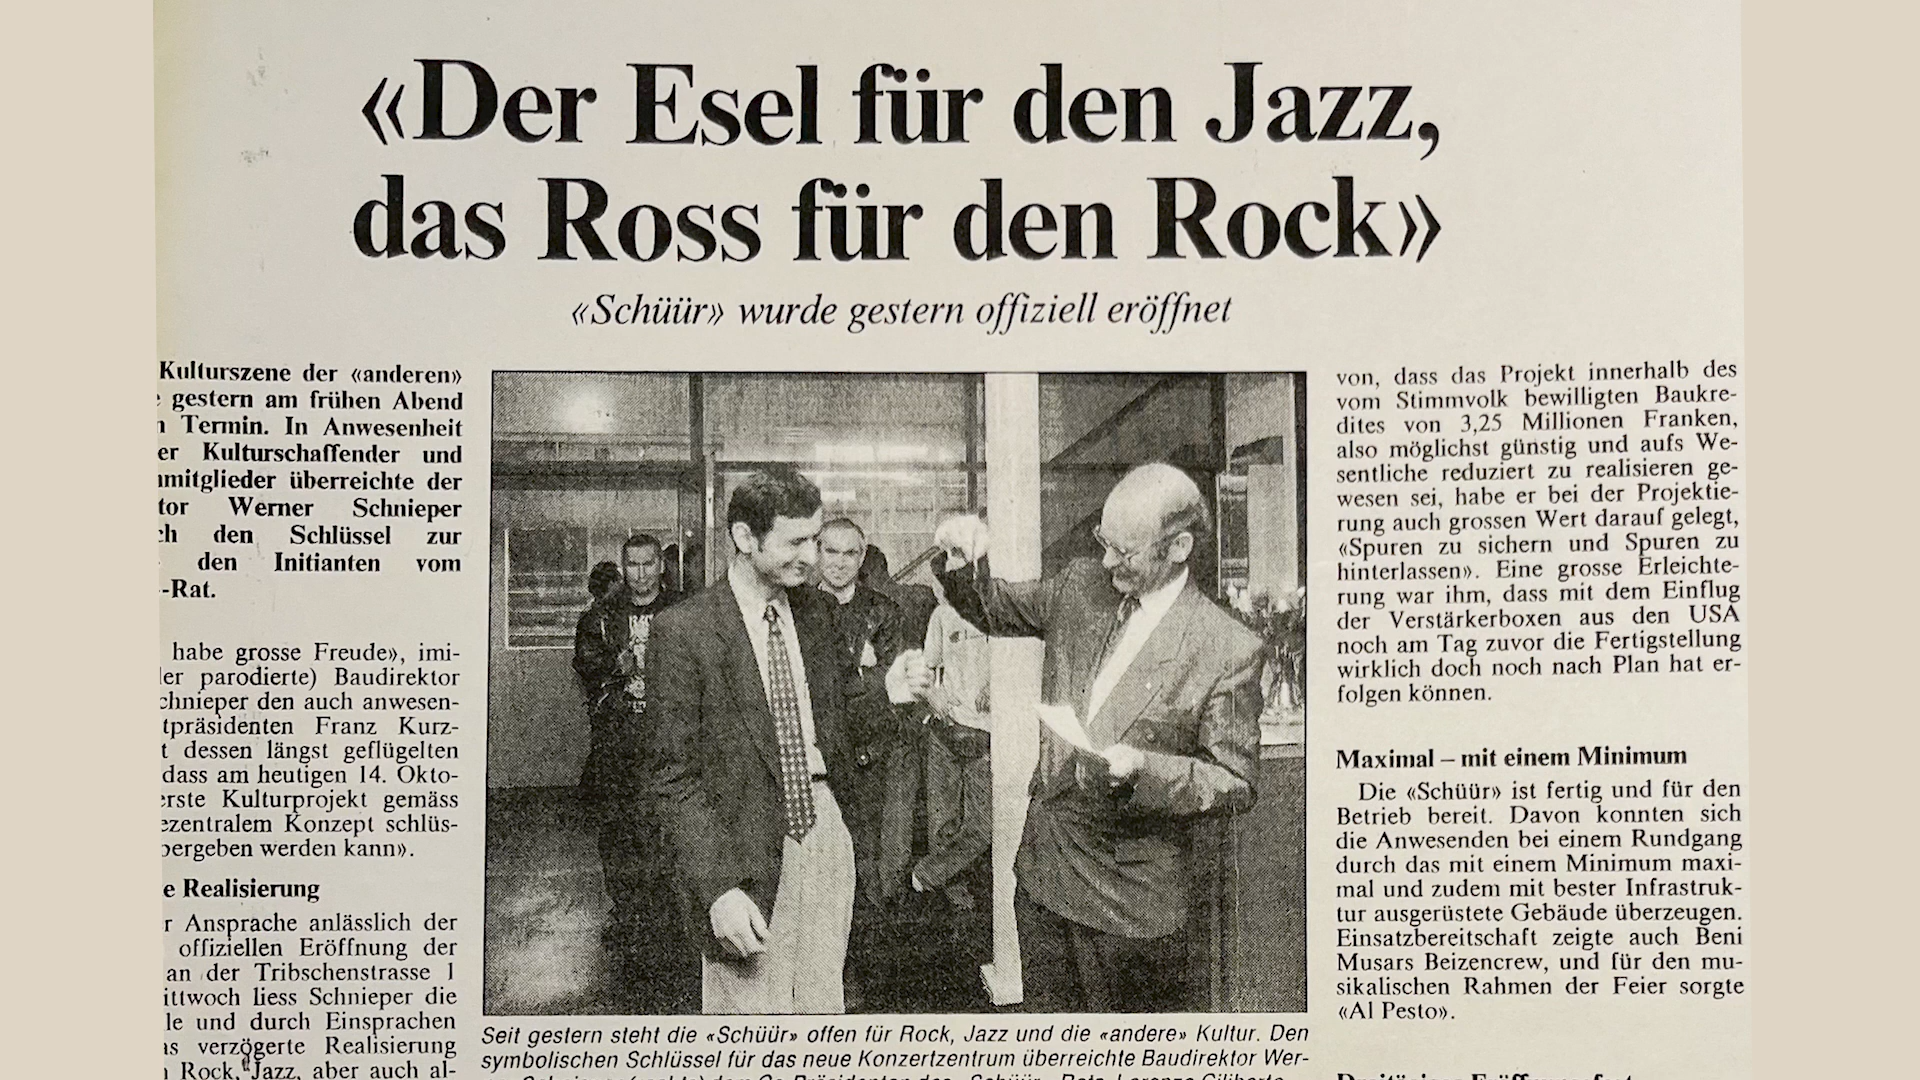 «Der Esel für den Jazz,
das Ross für den Rock»
«Schüür» wurde gestern offiziell eröffnet
Kulturszene der «anderen»
gestern am frühen Abend
Termin. In Anwesenheit
er Kulturschaffender und
mitglieder überreichte der
tor Werner Schnieper
ch den Schlüssel zur
den Initianten vom
-Rat.
habe grosse Freude», imi-
er parodierte) Baudirektor
chnieper den auch anwesen-
tpräsidenten Franz Kurz-
t dessen längst geflügelten
dass am heutigen 14. Okto-
erste Kulturprojekt gemäss
ezentralem Konzept schlüs-
bergeben werden kann».
e Realisierung
r Ansprache anlässlich der
offiziellen Eröffnung der
an der Tribschenstrasse 1
ittwoch liess Schnieper die
le und durch Einsprachen
as verzögerte Realisierung
Rock, Jazz, aber auch al-
Seit gestern steht die «Schüür» offen für Rock, Jazz und die «andere» Kultur. Den
symbolischen Schlüssel für das neue Konzertzentrum überreichte Baudirektor Wer-
von, dass das Projekt innerhalb des
vom Stimmvolk bewilligten Baukre-
dites von 3,25 Millionen Franken,
also möglichst günstig und aufs We-
sentliche reduziert zu realisieren ge-
wesen sei, habe er bei der Projektie-
rung auch grossen Wert darauf gelegt,
«Spuren zu sichern und Spuren zu
hinterlassen». Eine grosse Erleichte-
rung war ihm, dass mit dem Einflug
der Verstärkerboxen aus den USA
noch am Tag zuvor die Fertigstellung
wirklich doch noch nach Plan hat er-
folgen können.
Maximal – mit einem Minimum
Die «Schüür» ist fertig und für den
Betrieb bereit. Davon konnten sich
die Anwesenden bei einem Rundgang
durch das mit einem Minimum maxi-
mal und zudem mit bester Infrastruk-
tur ausgerüstete Gebäude überzeugen.
Einsatzbereitschaft zeigte auch Beni
Musars Beizencrew, und für den mu-
sikalischen Rahmen der Feier sorgte
«Al Pesto».